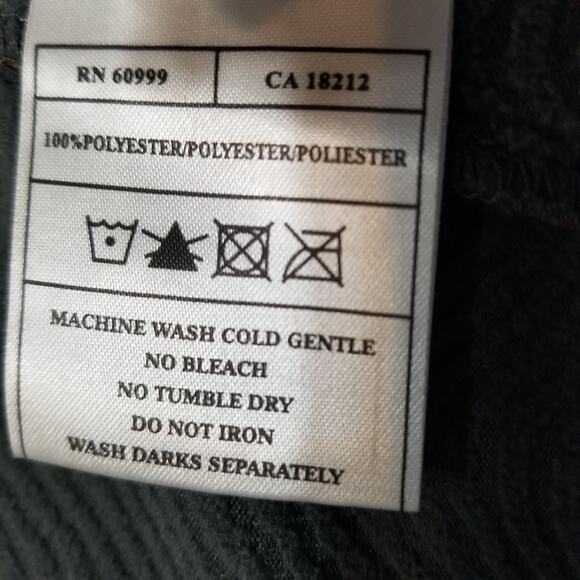 RN 60999 CA 18212
100%POLYESTER/POLYESTER/POLIESTER
MACHINE WASH COLD GENTLE
NO BLEACH
NO TUMBLE DRY
DO NOT IRON
WASH DARKS SEPARATELY